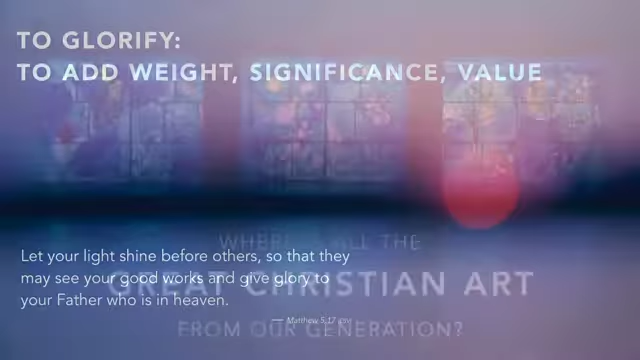 TO GLORIFY:
TO ADD WEIGHT, SIGNIFICANCE, VALUE
WHERE ALL THE
Let your light shine before others, so that they
may see your good works and give glory to
your Father who is in heaven.
GREAT CHRISTIAN ART
— Matthew 5:17
FROM OUR GENERATION?